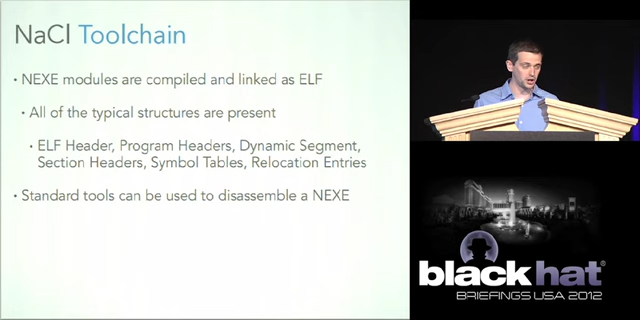 NaCl Toolchain
• NEXE modules are compiled and linked as ELF
• All of the typical structures are present
• ELF Header, Program Headers, Dynamic Segment,
Section Headers, Symbol Tables, Relocation Entries
• Standard tools can be used to disassemble a NEXE
black hat®
BRIEFINGS USA 2012